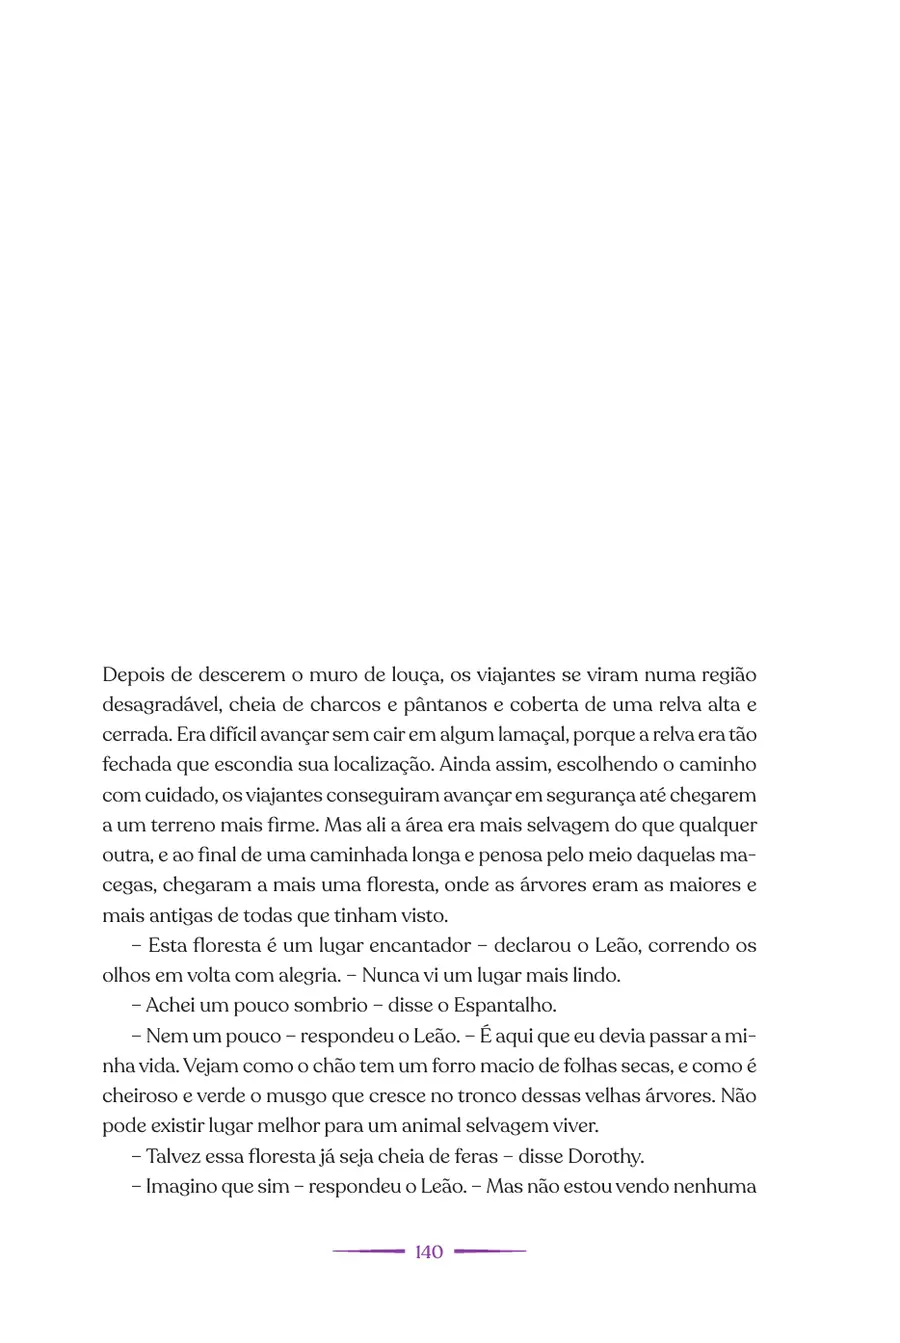 Depois de descerem o muro de louça, os viajantes se viram numa região
desagradável, cheia de charcos e pântanos e coberta de uma relva alta e
cerrada. Era difícil avançar sem cair em algum lamaçal, porque a relva era tão
fechada que escondia sua localização. Ainda assim, escolhendo o caminho
com cuidado, os viajantes conseguiram avançar em segurança até chegarem
a um terreno mais firme. Mas ali a área era mais selvagem do que qualquer
outra, e ao final de uma caminhada longa e penosa pelo meio daquelas ma-
cegas, chegaram a mais uma floresta, onde as árvores eram as maiores e
mais antigas de todas que tinham visto.
– Esta floresta é um lugar encantador – declarou o Leão, correndo os
olhos em volta com alegria. – Nunca vi um lugar mais lindo.
– Achei um pouco sombrio – disse o Espantalho.
– Nem um pouco – respondeu o Leão. – É aqui que eu devia passar a mi-
nha vida. Vejam como o chão tem um forro macio de folhas secas, e como é
cheiroso e verde o musgo que cresce no tronco dessas velhas árvores. Não
pode existir lugar melhor para um animal selvagem viver.
– Talvez essa floresta já seja cheia de feras – disse Dorothy.
– Imagino que sim – respondeu o Leão. – Mas não estou vendo nenhuma
140